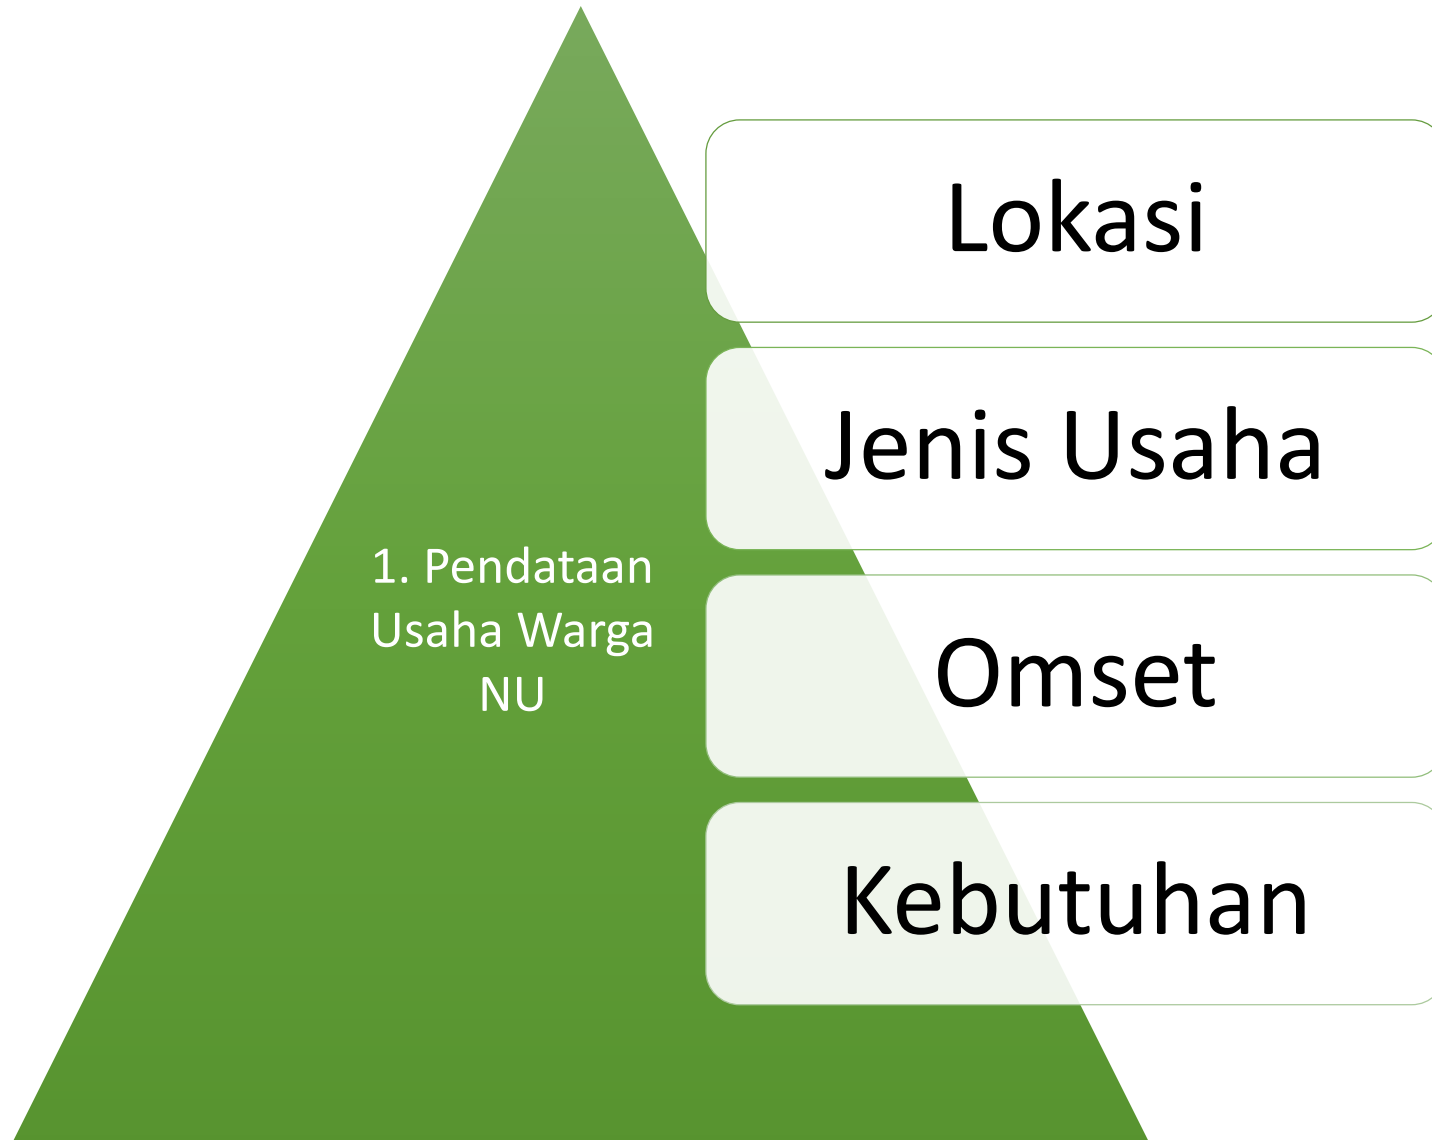 1. Pendataan
Usaha Warga
NU
Lokasi
Jenis Usaha
Omset
Kebutuhan